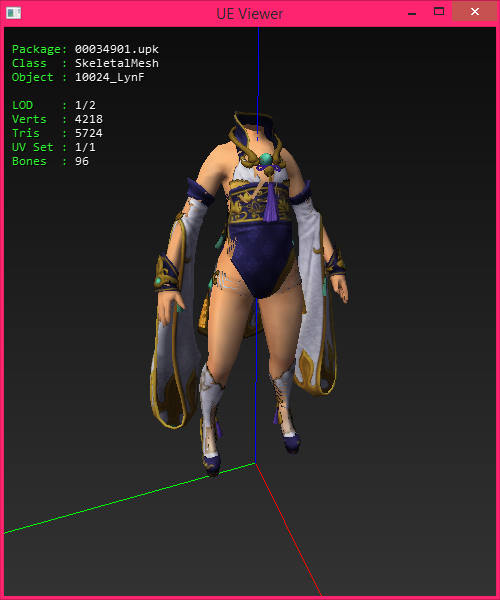 UE Viewer
Package: 00034901.upk
Class : SkeletalMesh
Object : 10024_LynF
LOD : 1/2
Verts : 4218
Tris : 5724
UV Set : 1/1
Bones : 96